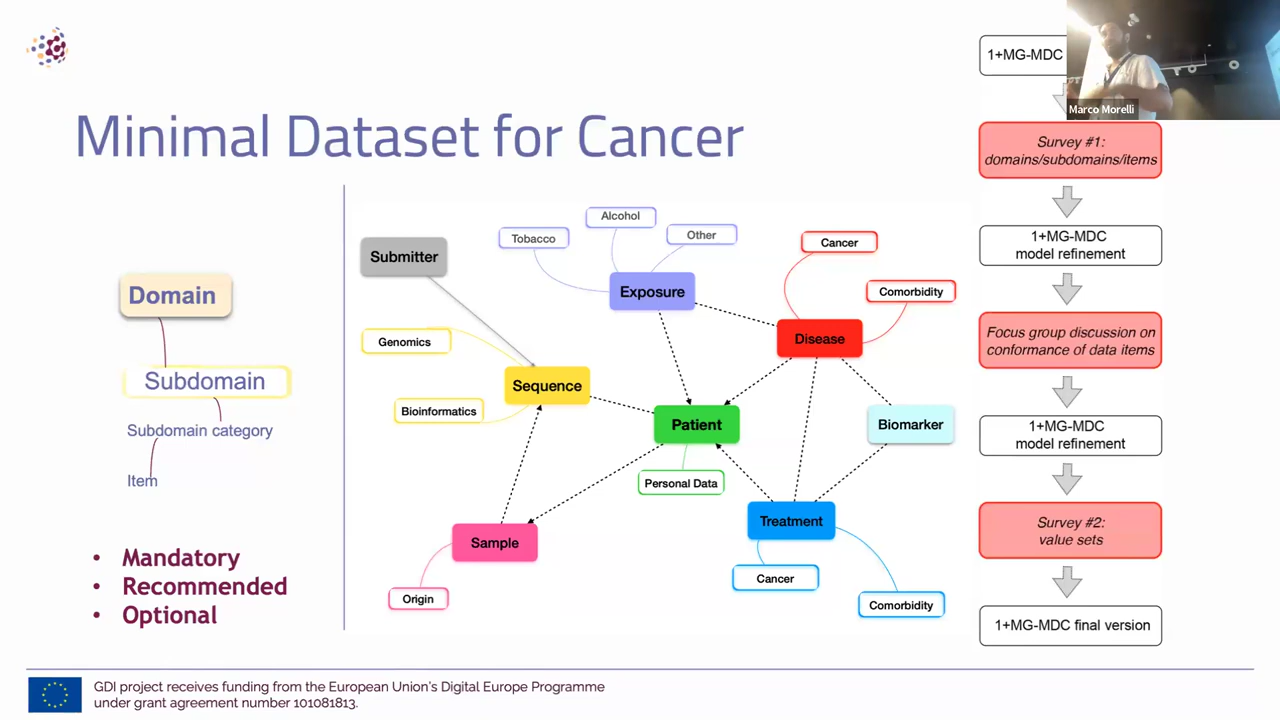 Minimal Dataset for Cancer
Domain
Subdomain
Subdomain category
Item
• Mandatory
• Recommended
• Optional
Submitter
Tobacco
Alcohol
Other
Exposure
Cancer
Comorbidity
Disease
Genomics
Sequence
Bioinformatics
Patient
Biomarker
Personal Data
Sample
Treatment
Origin
Cancer
Comorbidity
1+MG-MDC
Marco Morelli
Survey #1:
domains/subdomains/items
1+MG-MDC
model refinement
Focus group discussion on
conformance of data items
1+MG-MDC
model refinement
Survey #2:
value sets
1+MG-MDC final version
GDI project receives funding from the European Union's Digital Europe Programme
under grant agreement number 101081813.